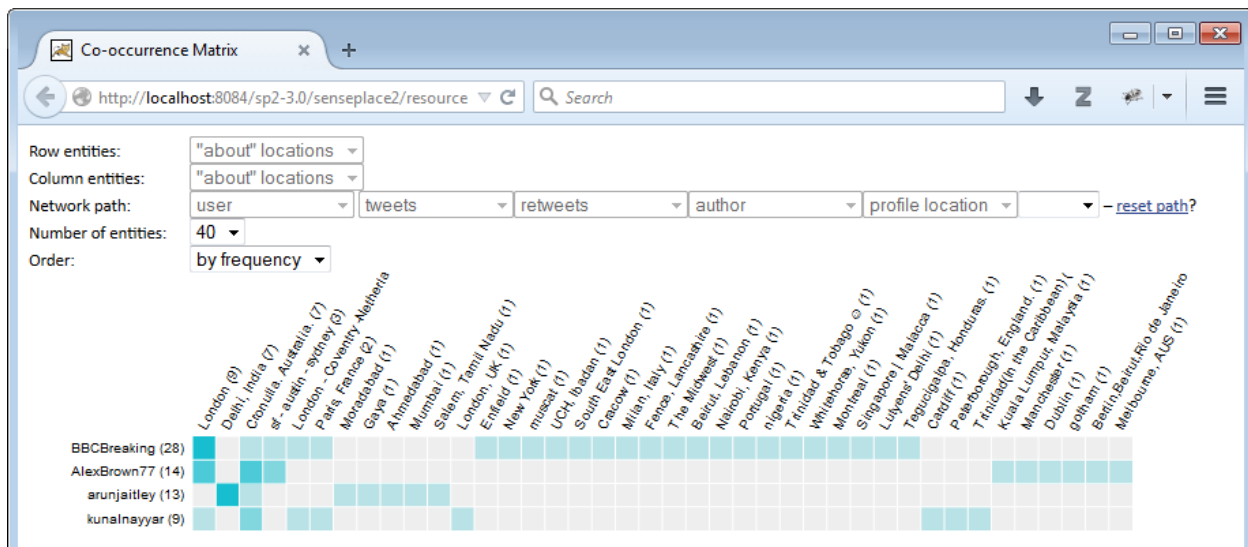 Co-occurrence Matrix
http://localhost:8084/sp2-3.0/senseplace2/resource
Search
Row entities: "about" locations
Column entities: "about" locations
Network path: user tweets retweets author profile location – reset path?
Number of entities: 40
Order: by frequency
London (9)
Delhi, India (7)
Cronulla, Australia. (7)
sf - austin - sydney (3)
London - Coventry -Netherla
Paris, France (2)
Moradabad (1)
Gaya (1)
Ahmedabad (1)
Mumbai (1)
Salem, Tamil Nadu (1)
London, UK (1)
Enfield (1)
New York (1)
muscat (1)
UCH, Ibadan (1)
South East London (1)
Cracow (1)
Milan, Italy (1)
Fence, Lancashire (1)
The Midwest (1)
Beirut, Lebanon (1)
Nairobi, Kenya (1)
Portugal (1)
nigeria (1)
Trinidad & Tobago ☺ (1)
Whitehorse, Yukon (1)
Montreal (1)
Singapore | Malacca (1)
Lutyens' Delhi (1)
Tegucigalpa, Honduras. (1)
Cardiff (1)
Peterborough, England. (1)
Trinidad(in the Caribbean) (
Kuala Lumpur, Malaysia (1)
Manchester (1)
Dublin (1)
gotham (1)
Berlin.Beirut.Rio de Janeiro
Melbourne, AUS (1)
BBCBreaking (28)
AlexBrown77 (14)
arunjaitley (13)
kunalnayyar (9)